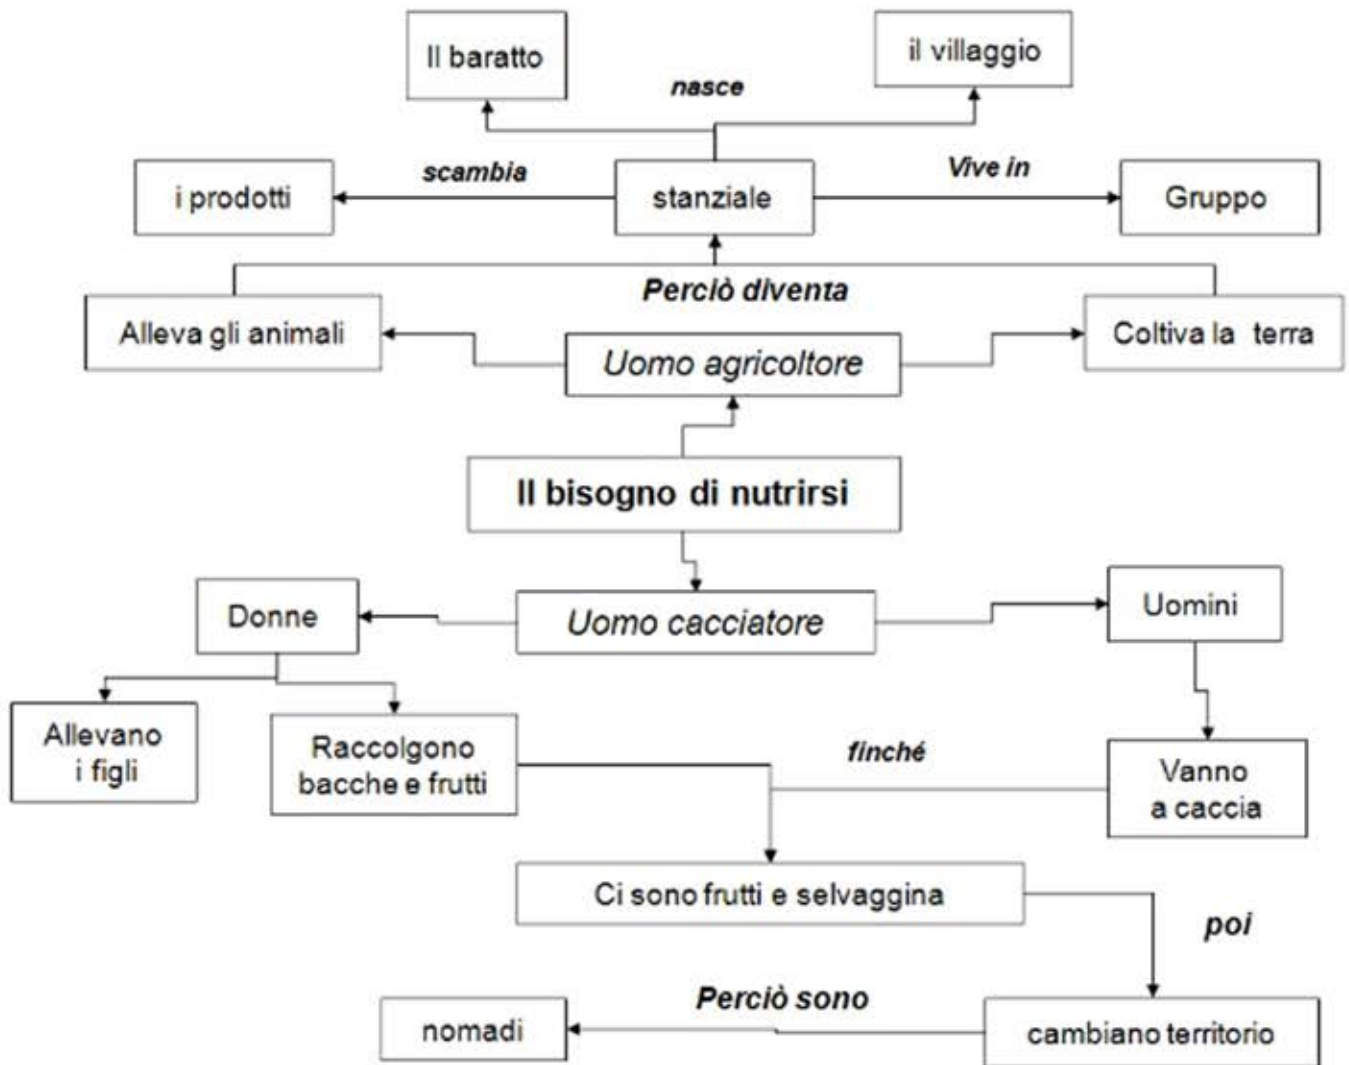 Il baratto
il villaggio
nasce
i prodotti
scambia
stanziale
Vive in
Gruppo
Perciò diventa
Alleva gli animali
Uomo agricoltore
Coltiva la terra
Il bisogno di nutrirsi
Donne
Uomo cacciatore
Uomini
Allevano
i figli
Raccolgono
bacche e frutti
finché
Vanno
a caccia
Ci sono frutti e selvaggina
poi
Perciò sono
nomadi
cambiano territorio